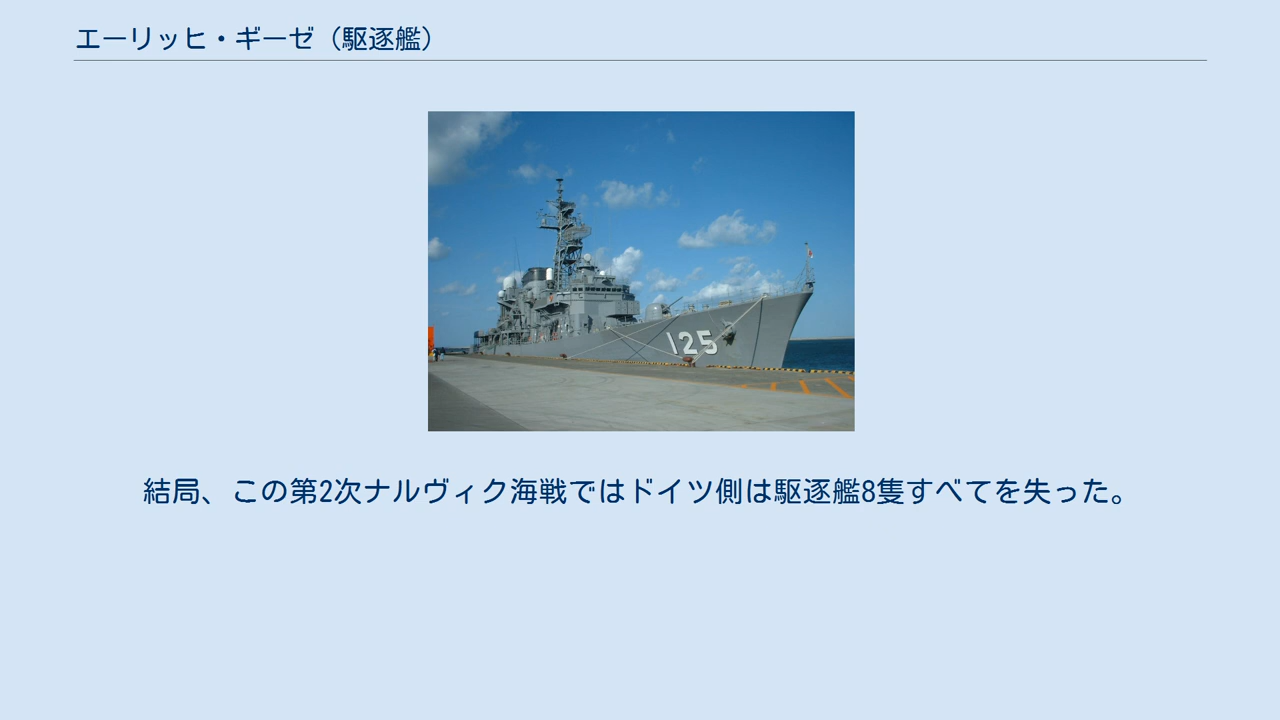 エーリッヒ・ギーゼ（駆逐艦）
125
結局、この第2次ナルヴィク海戦ではドイツ側は駆逐艦8隻すべてを失った。